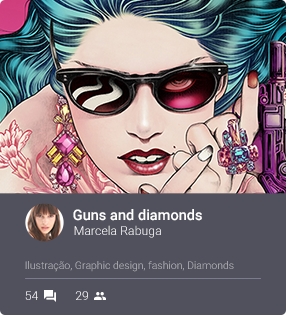 Guns and diamonds
Marcela Rabuga
Ilustração, Graphic design, fashion, Diamonds
54
29